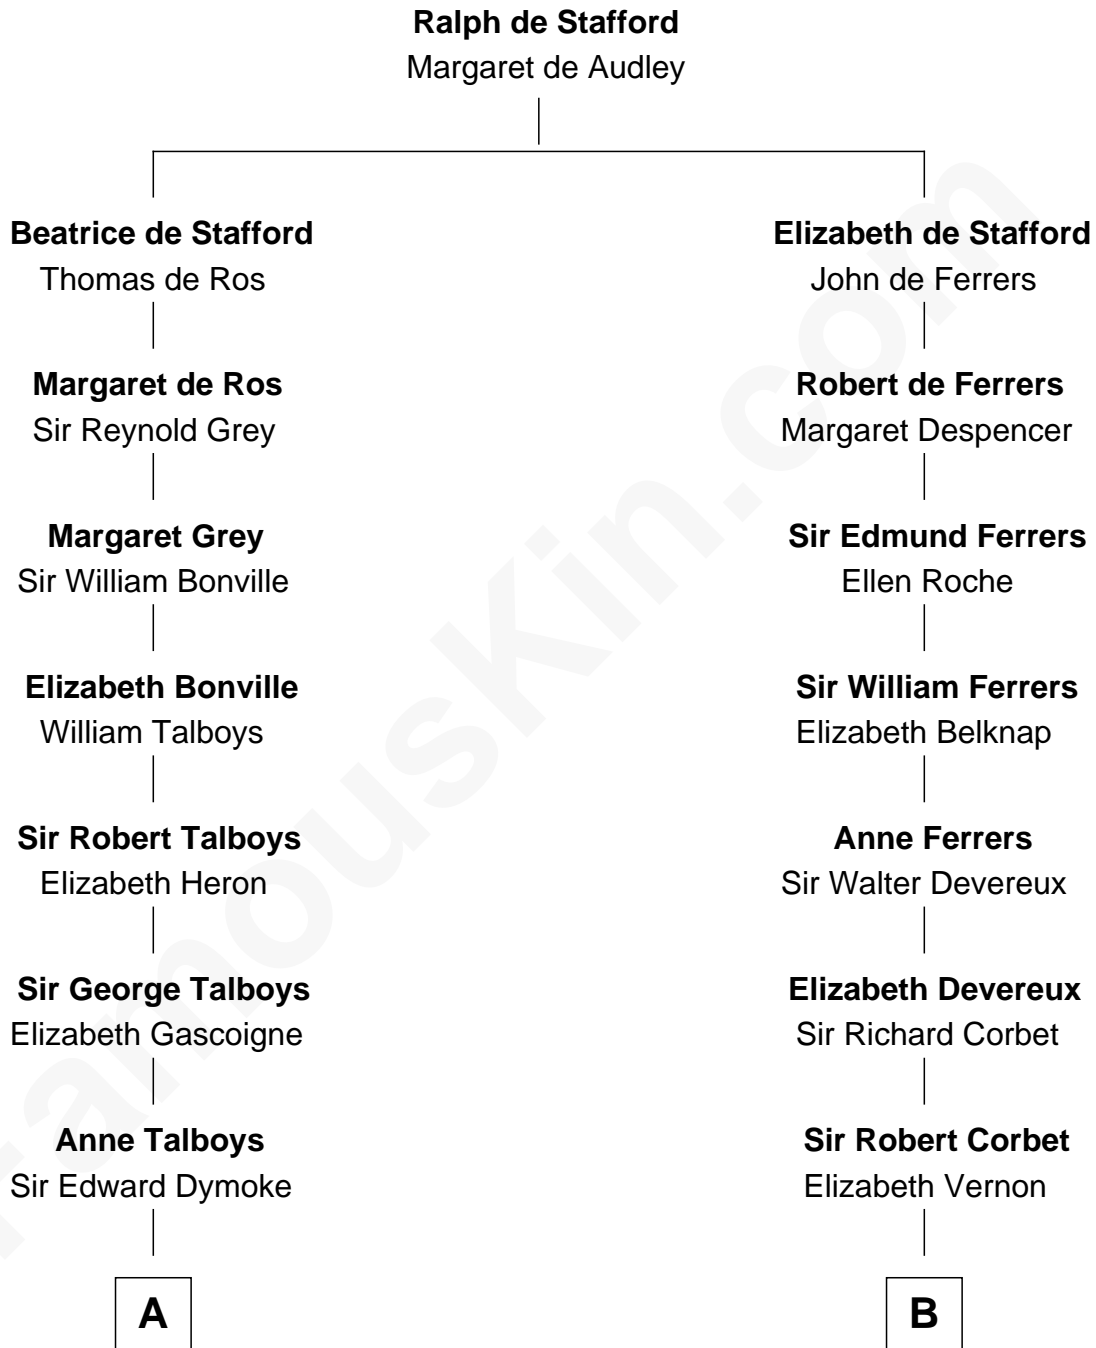 Ralph de Stafford
Margaret de Audley
Beatrice de Stafford
Thomas de Ros
Margaret de Ros
Sir Reynold Grey
Margaret Grey
Sir William Bonville
Elizabeth Bonville
William Talboys
Sir Robert Talboys
Elizabeth Heron
Sir George Talboys
Elizabeth Gascoigne
Anne Talboys
Sir Edward Dymoke
A
Elizabeth de Stafford
John de Ferrers
Robert de Ferrers
Margaret Despencer
Sir Edmund Ferrers
Ellen Roche
Sir William Ferrers
Elizabeth Belknap
Anne Ferrers
Sir Walter Devereux
Elizabeth Devereux
Sir Richard Corbet
Sir Robert Corbet
Elizabeth Vernon
B
FamousKin.com